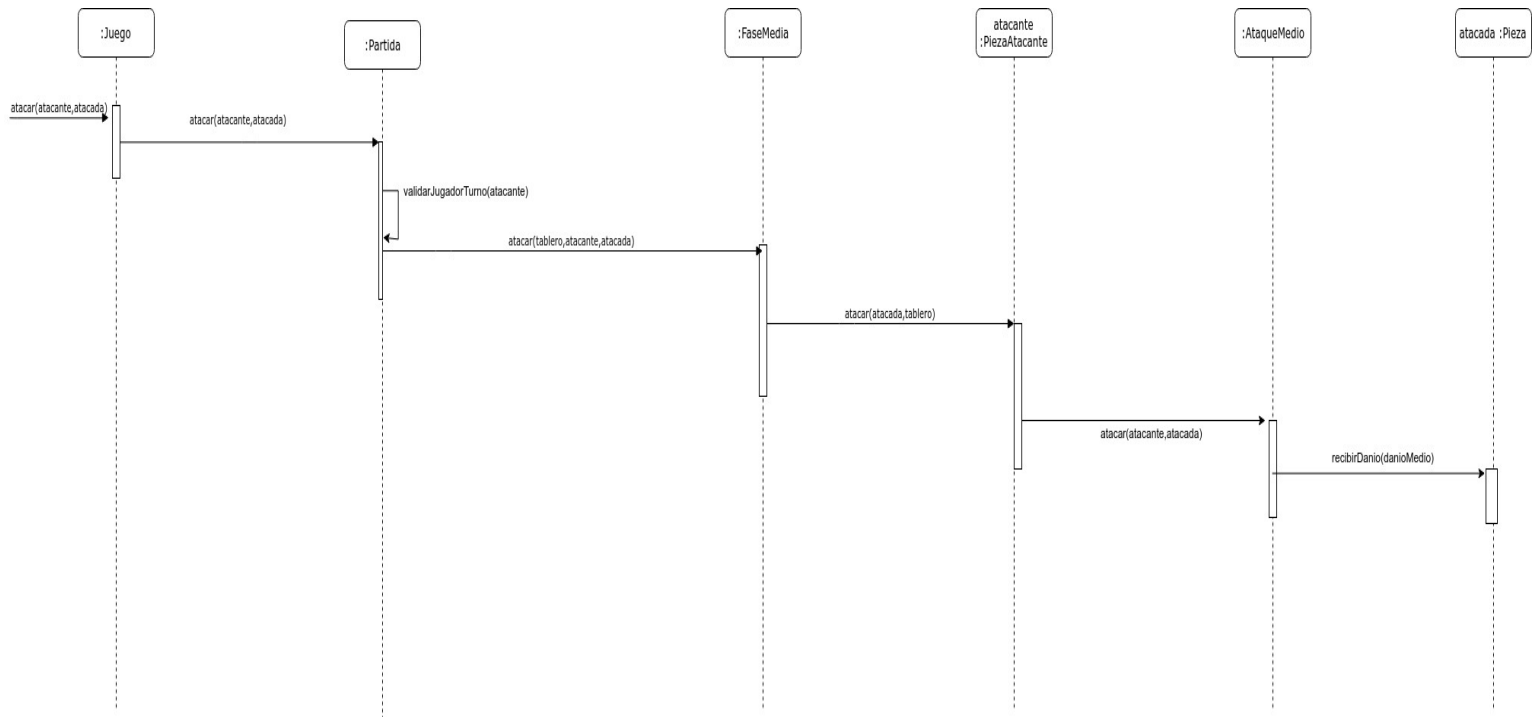 :Juego
:Partida
:FaseMedia
atacante
:PiezaAtacante
:AtaqueMedio
atacada :Pieza
atacar(atacante,atacada)
atacar(atacante,atacada)
validarJugadorTurno(atacante)
atacar(tablero,atacante,atacada)
atacar(atacada,tablero)
atacar(atacante,atacada)
recibirDanio(danioMedio)